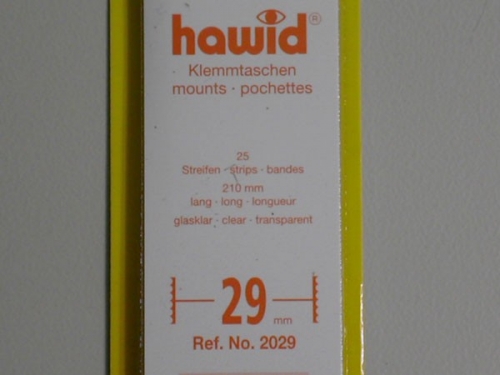 hawid®
Klemmtaschen
mounts · pochettes
25
Streifen · strips · bandes
210 mm
lang · long · longueur
glasklar · clear · transparent
29 mm
Ref. No. 2029